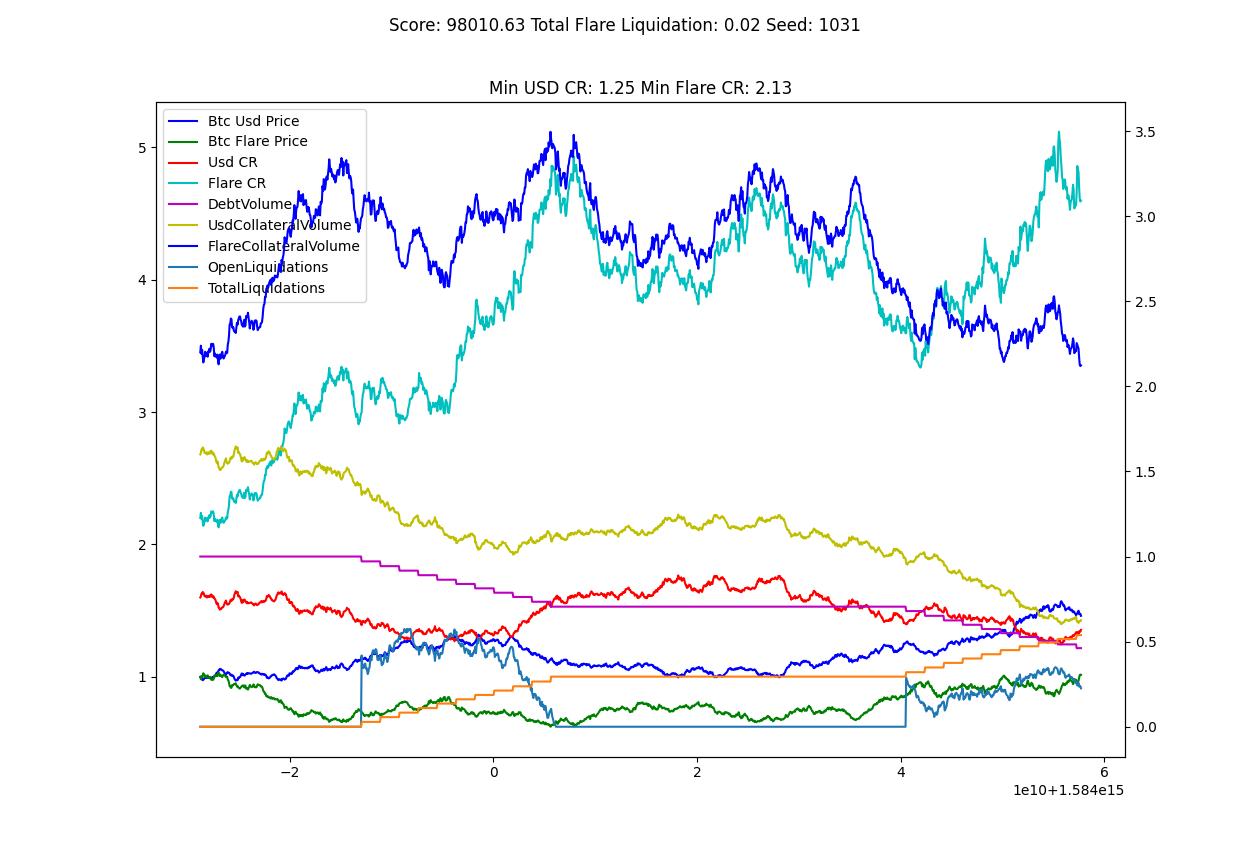 Score: 98010.63 Total Flare Liquidation: 0.02 Seed: 1031
Min USD CR: 1.25 Min Flare CR: 2.13
Btc Usd Price
Btc Flare Price
Usd CR
Flare CR
DebtVolume
UsdCollateralVolume
FlareCollateralVolume
OpenLiquidations
TotalLiquidations
5
4
3
2
1
3.5
3.0
2.5
2.0
1.5
1.0
0.5
0.0
−2
0
2
4
6
1e10+1.584e15